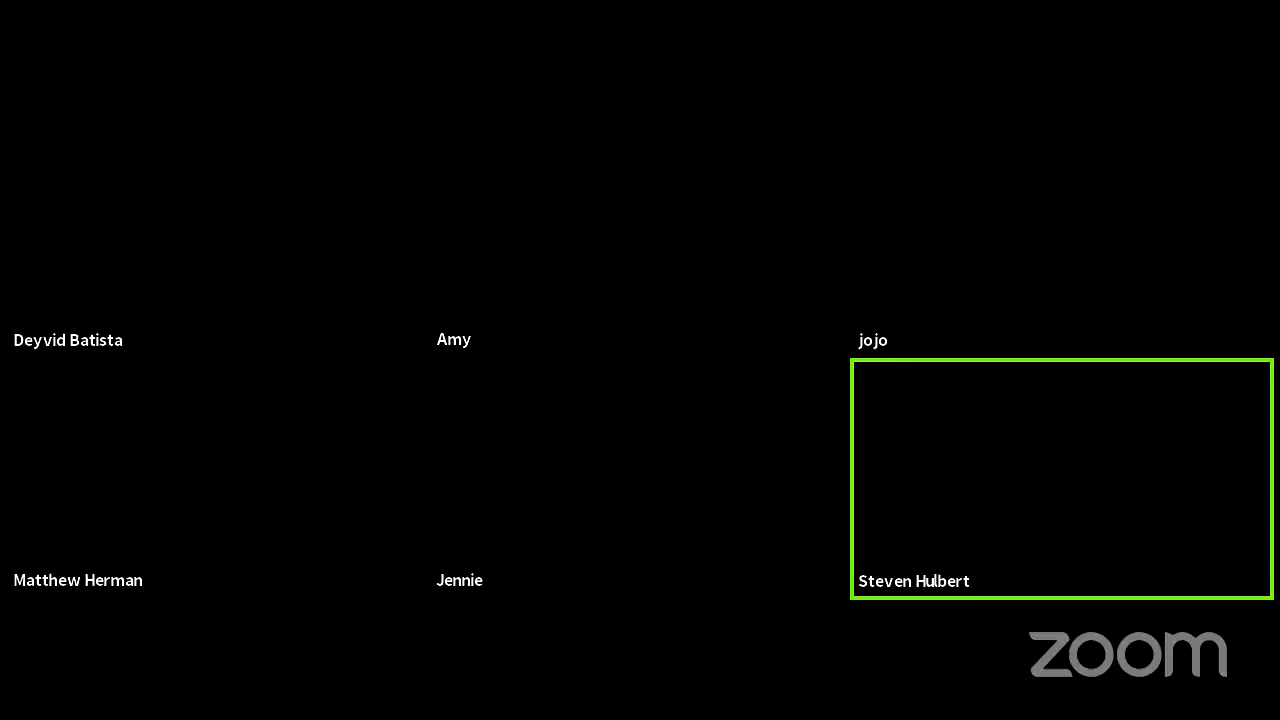 Deyvid Batista
Amy
jojo
Matthew Herman
Jennie
Steven Hulbert
zoom